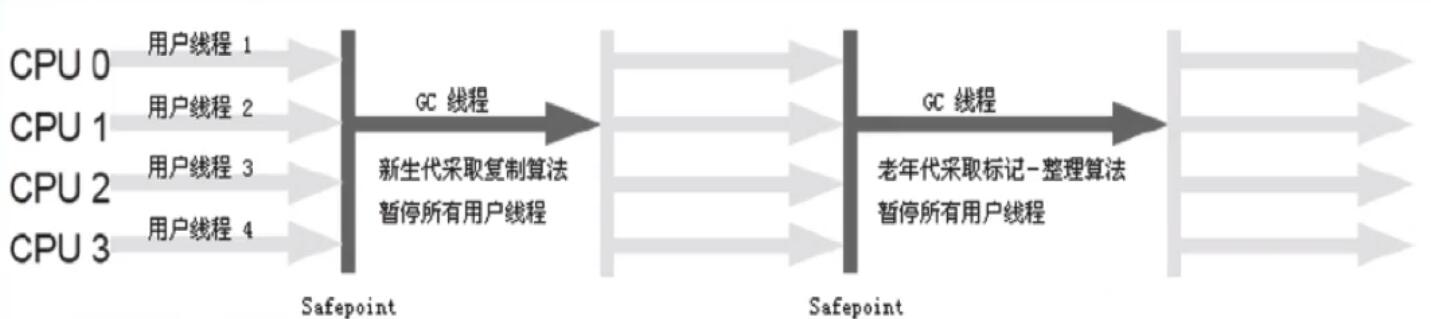 CPU 0
用户线程 1
CPU 1
用户线程 2
CPU 2
用户线程 3
CPU 3
用户线程 4
Safepoint
GC 线程
新生代采取复制算法
暂停所有用户线程
Safepoint
GC 线程
老年代采取标记-整理算法
暂停所有用户线程